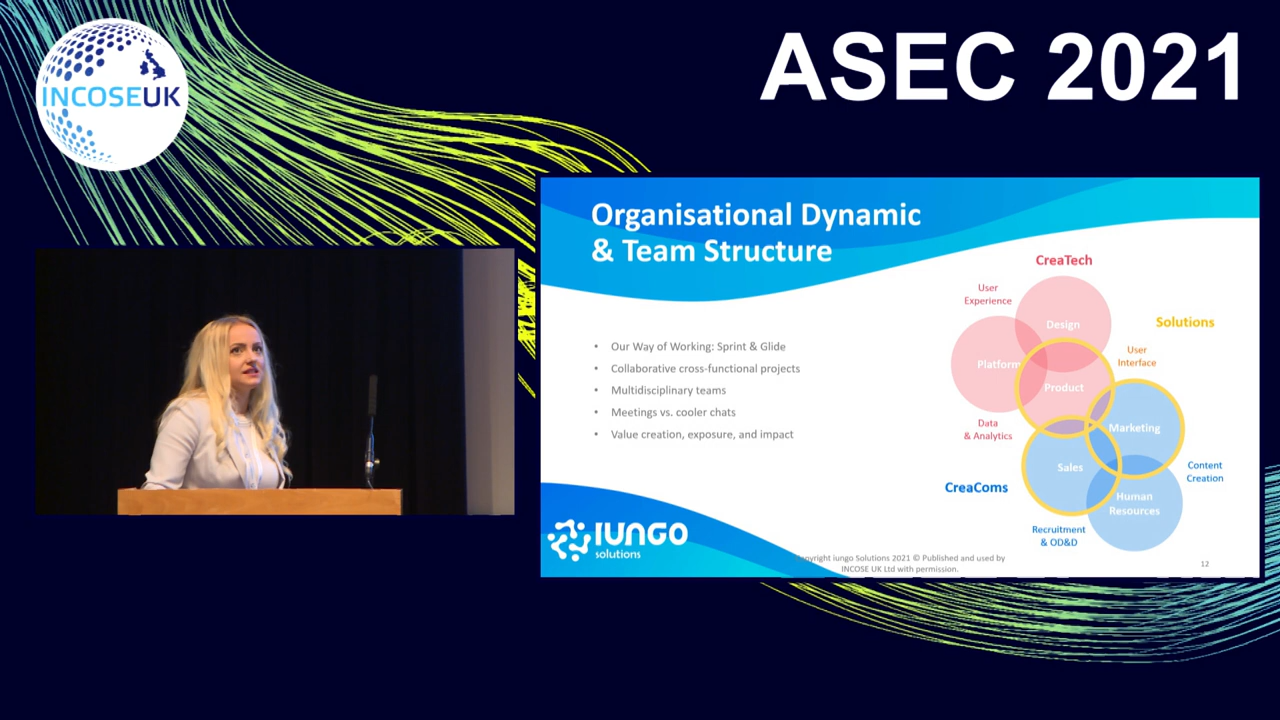 INCOSEUK
ASEC 2021
Organisational Dynamic
& Team Structure
• Our Way of Working: Sprint & Glide
• Collaborative cross-functional projects
• Multidisciplinary teams
• Meetings vs. cooler chats
• Value creation, exposure, and impact
CreaTech
User
Experience
Design
Solutions
Platform
User
Interface
Product
Data
& Analytics
Marketing
Sales
Content
Creation
CreaComs
Human
Resources
Recruitment
& OD&D
IUNGO
solutions
opyright iungo Solutions 2021 © Published and used by
INCOSE UK Ltd with permission.
12